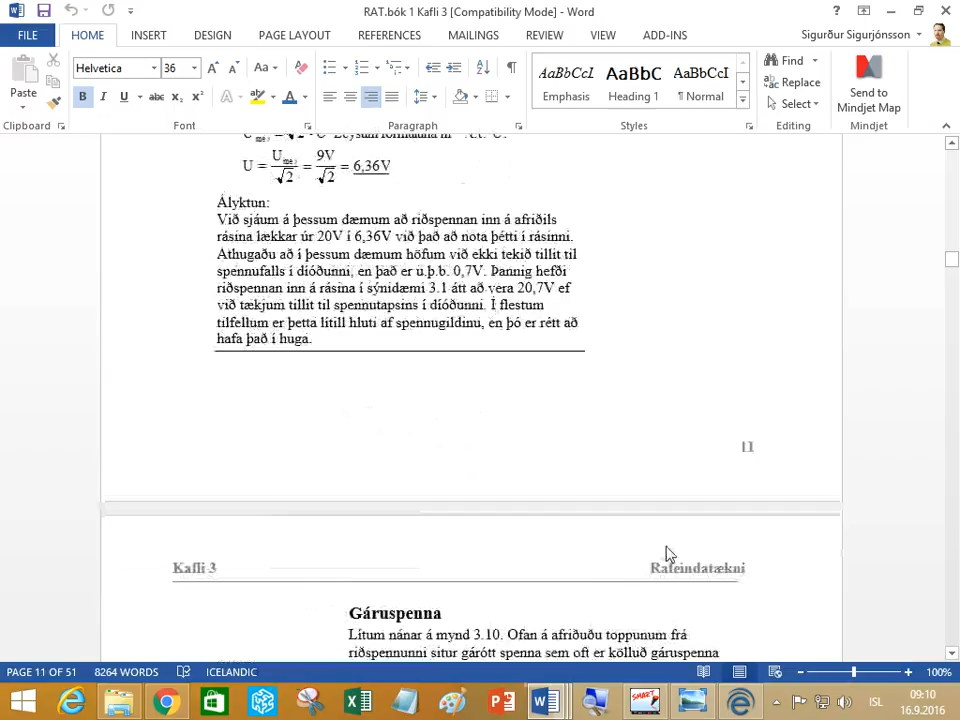 RAT.bók 1 Kafli 3 [Compatibility Mode] - Word
FILE HOME INSERT DESIGN PAGE LAYOUT REFERENCES MAILINGS REVIEW VIEW ADD-INS Sigurður Sigurjónsson
Paste
Clipboard
Helvetica 36
Font
Paragraph
AaBbCcI Emphasis
AaBbC Heading 1
AaBbCcI ¶ Normal
Styles
Find
Replace
Select
Editing
Send to Mindjet Map
Mindjet
U = U / √2 = 9V / √2 = 6,36V
Ályktun:
Við sjáum á þessum dæmum að riðspennan inn á afriðils
rásina lækkar úr 20V í 6,36V við það að nota þétti í rásinni.
Athugaðu að í þessum dæmum höfum við ekki tekið tillit til
spennufalls í díóðunni, en það er u.þ.b. 0,7V. Þannig hefði
riðspennan inn á rásina í sýnidæmi 3.1 átt að vera 20,7V ef
við tækjum tillit til spennutapsins í díóðunni. Í flestum
tilfellum er þetta lítill hluti af spennugildinu, en þó er rétt að
hafa það í huga.
11
Kafli 3 Rafeindatækni
Gáruspenna
Lítum nánar á mynd 3.10. Ofan á afriðuðu toppunum frá
riðspennunni situr gárótt spenna sem oft er kölluð gáruspenna
PAGE 11 OF 51 8264 WORDS ICELANDIC 100%
ISL 09:10
16.9.2016